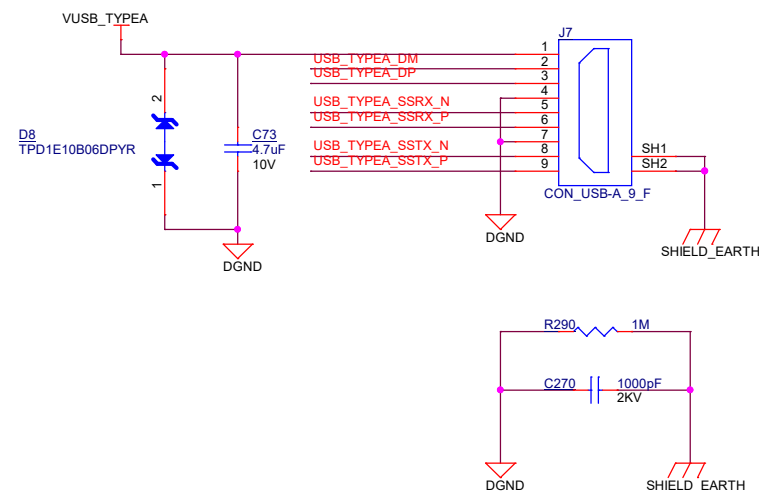 VUSB_TYPEA
J7
1
USB_TYPEA_DM
2
USB_TYPEA_DP
3
4
USB_TYPEA_SSRX_N
5
USB_TYPEA_SSRX_P
6
7
USB_TYPEA_SSTX_N
8
USB_TYPEA_SSTX_P
9
SH1
SH2
CON_USB-A_9_F
2
D8
TPD1E10B06DPYR
1
C73
4.7uF
10V
DGND
DGND
SHIELD_EARTH
R290
1M
C270
1000pF
2KV
DGND
SHIELD_EARTH